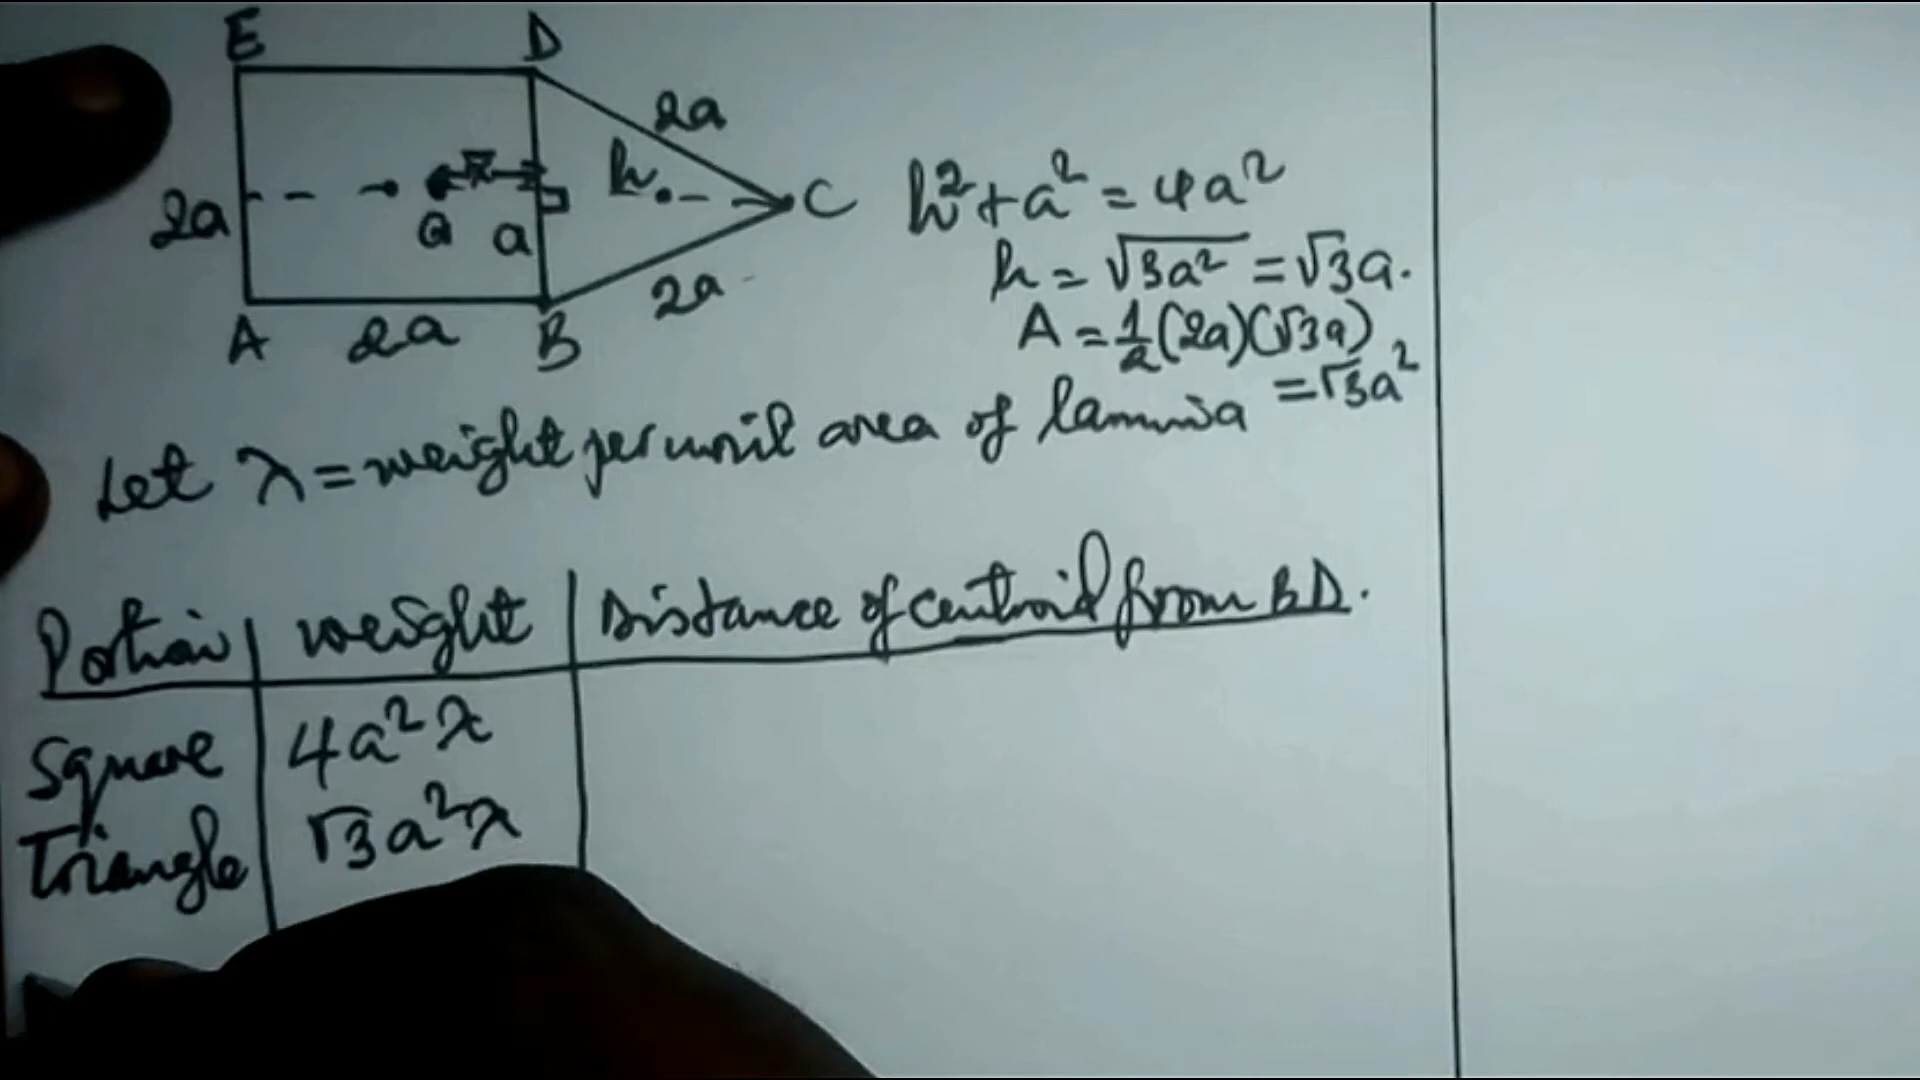 E D
2a
x̄ h. C
2a G a
2a
A 2a B
h² + a² = 4a²
h = √3a² = √3a.
A = ½(2a)(√3a)
= √3a²
Let λ = weight per unit area of lamina
Portion weight Distance of centroid from BD.
Square 4a²λ
Triangle √3a²λ